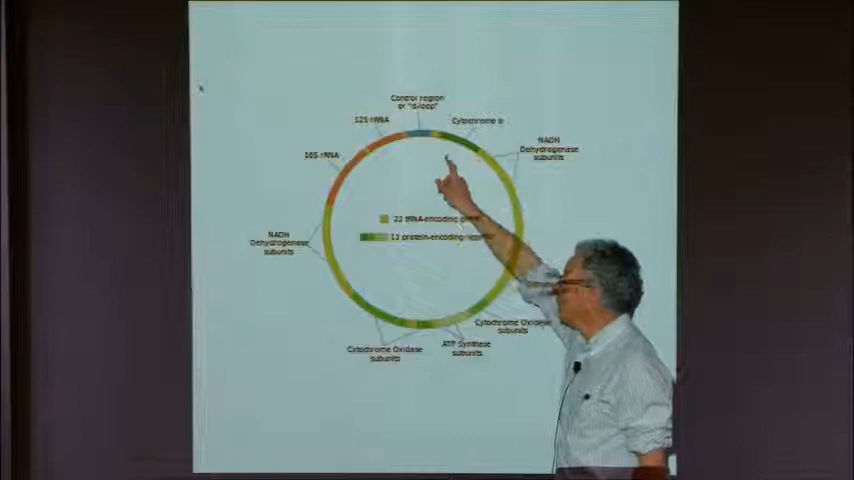 Control region
or "d-loop"
12S rRNA
Cytochrome b
16S rRNA
NADH
Dehydrogenase
subunits
22 tRNA-encoding
13 protein-encoding
NADH
Dehydrogenase
subunits
Cytochrome Oxidase
subunits
ATP Synthase
subunits
Cytochrome Oxidase
subunits